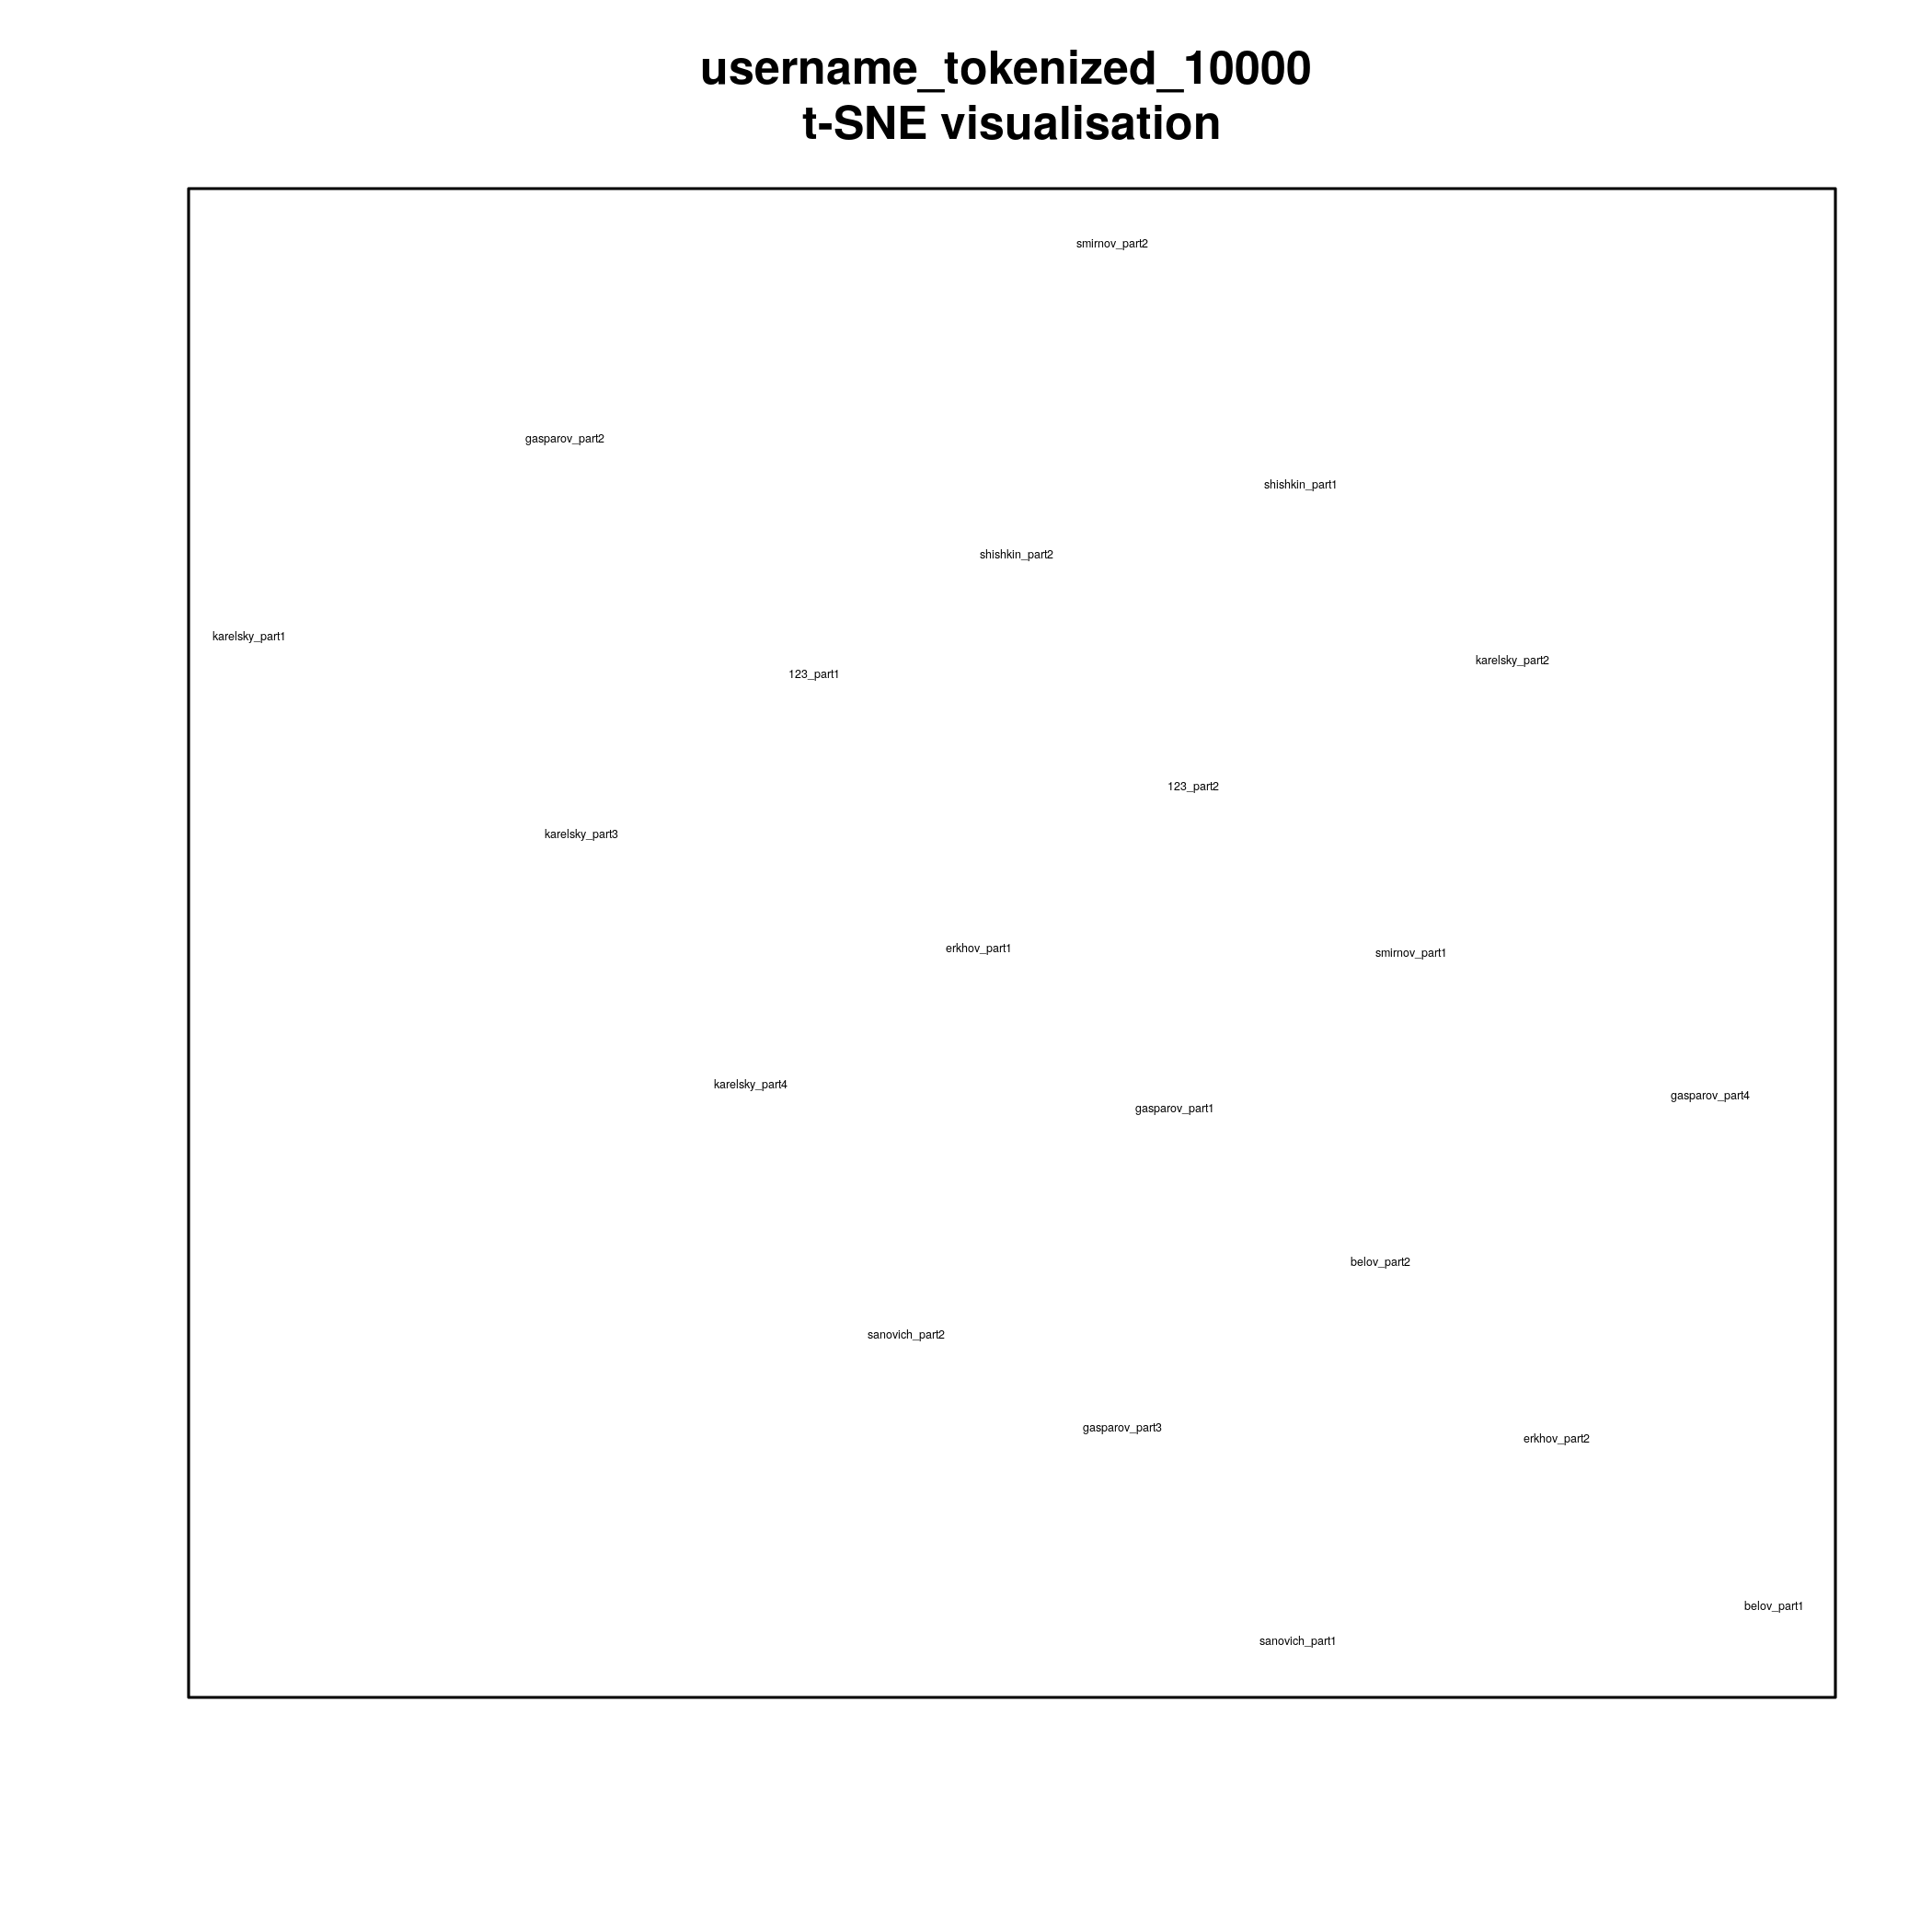 username_tokenized_10000
t-SNE visualisation
smirnov_part2
gasparov_part2
shishkin_part1
shishkin_part2
karelsky_part1
karelsky_part2
123_part1
123_part2
karelsky_part3
erkhov_part1
smirnov_part1
karelsky_part4
gasparov_part4
gasparov_part1
belov_part2
sanovich_part2
gasparov_part3
erkhov_part2
belov_part1
sanovich_part1